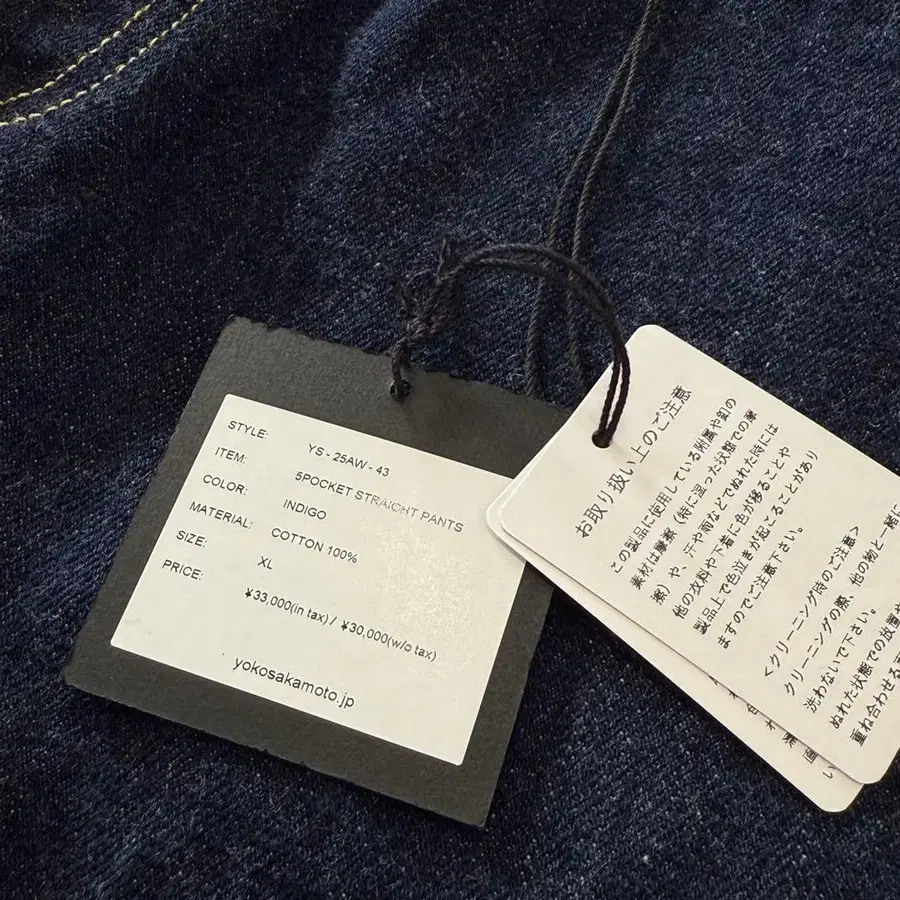 STYLE: YS - 25AW - 43
ITEM: 5POCKET STRAIGHT PANTS
COLOR: INDIGO
MATERIAL: COTTON 100%
SIZE: XL
PRICE: ¥33,000(in tax) / ¥30,000(w/o tax)
yokosakamoto.jp
お取り扱い上のご注意
この製品に使用している附属や釦の
素材は摩擦（特に湿った状態での摩
擦）や、汗や雨などでぬれた時には
他の衣料や下着に色が移ることや
製品上で色泣きが起こることがあり
ますのでご注意下さい。
<クリーニング時のご注意>
クリーニングの際、他の物と一緒に
洗わないで下さい。
ぬれた状態での放置や
重ね合わせる